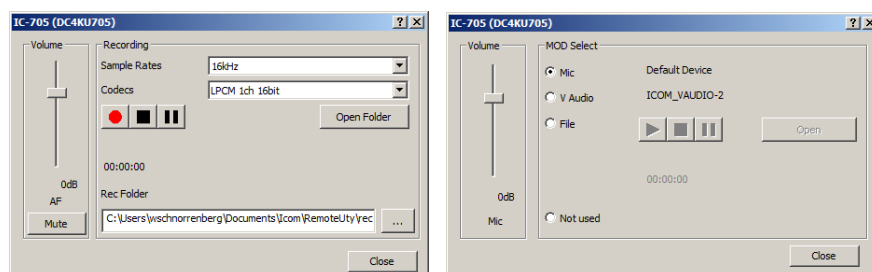 IC-705 (DC4KU705)
Volume
Recording
Sample Rates
16kHz
Codecs
LPCM 1ch 16bit
Open Folder
00:00:00
0dB
Rec Folder
AF
Mute
C:\Users\wschnorrenberg\Documents\Icom\RemoteUty\rec
...
Close
IC-705 (DC4KU705)
Volume
MOD Select
Mic
Default Device
V Audio
ICOM_VAUDIO-2
File
Open
00:00:00
0dB
Mic
Not used
Close